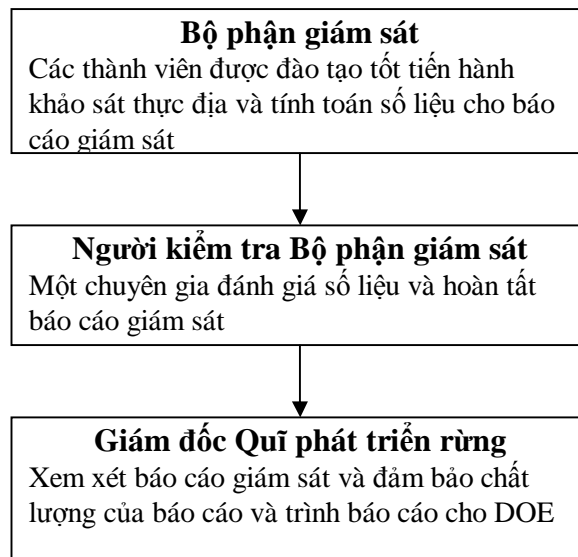 Bộ phận giám sát
Các thành viên được đào tạo tốt tiến hành
khảo sát thực địa và tính toán số liệu cho báo
cáo giám sát
Người kiểm tra Bộ phận giám sát
Một chuyên gia đánh giá số liệu và hoàn tất
báo cáo giám sát
Giám đốc Quĩ phát triển rừng
Xem xét báo cáo giám sát và đảm bảo chất
lượng của báo cáo và trình báo cáo cho DOE